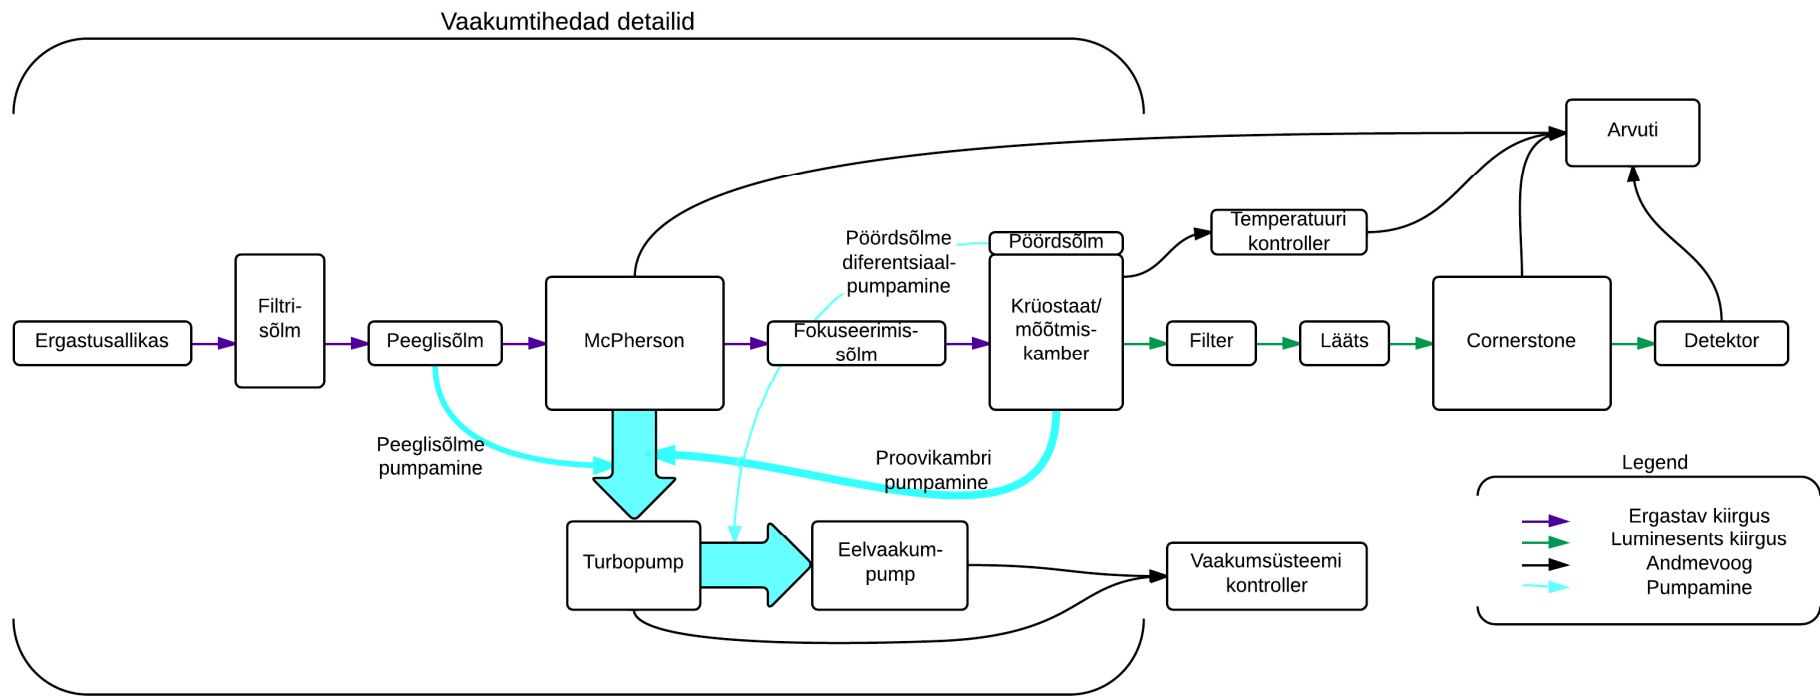 Vaakumtihedad detailid
Arvuti
Temperatuuri
kontroller
Pöördsõlme
diferentsiaal-
pumpamine
Pöördsõlm
Ergastusallikas
Filtri-
sõlm
Peeglisõlm
McPherson
Fokuseerimis-
sõlm
Krüostaat/
mõõtmis-
kamber
Filter
Lääts
Cornerstone
Detektor
Peeglisõlme
pumpamine
Proovikambri
pumpamine
Turbopump
Eelvaakum-
pump
Vaakumsüsteemi
kontroller
Legend
Ergastav kiirgus
Luminesents kiirgus
Andmevoog
Pumpamine